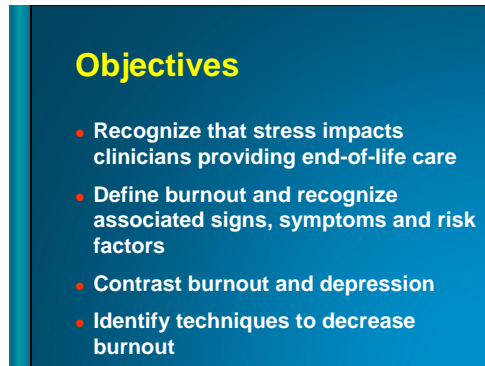 Objectives
• Recognize that stress impacts
clinicians providing end-of-life care
• Define burnout and recognize
associated signs, symptoms and risk
factors
• Contrast burnout and depression
• Identify techniques to decrease
burnout